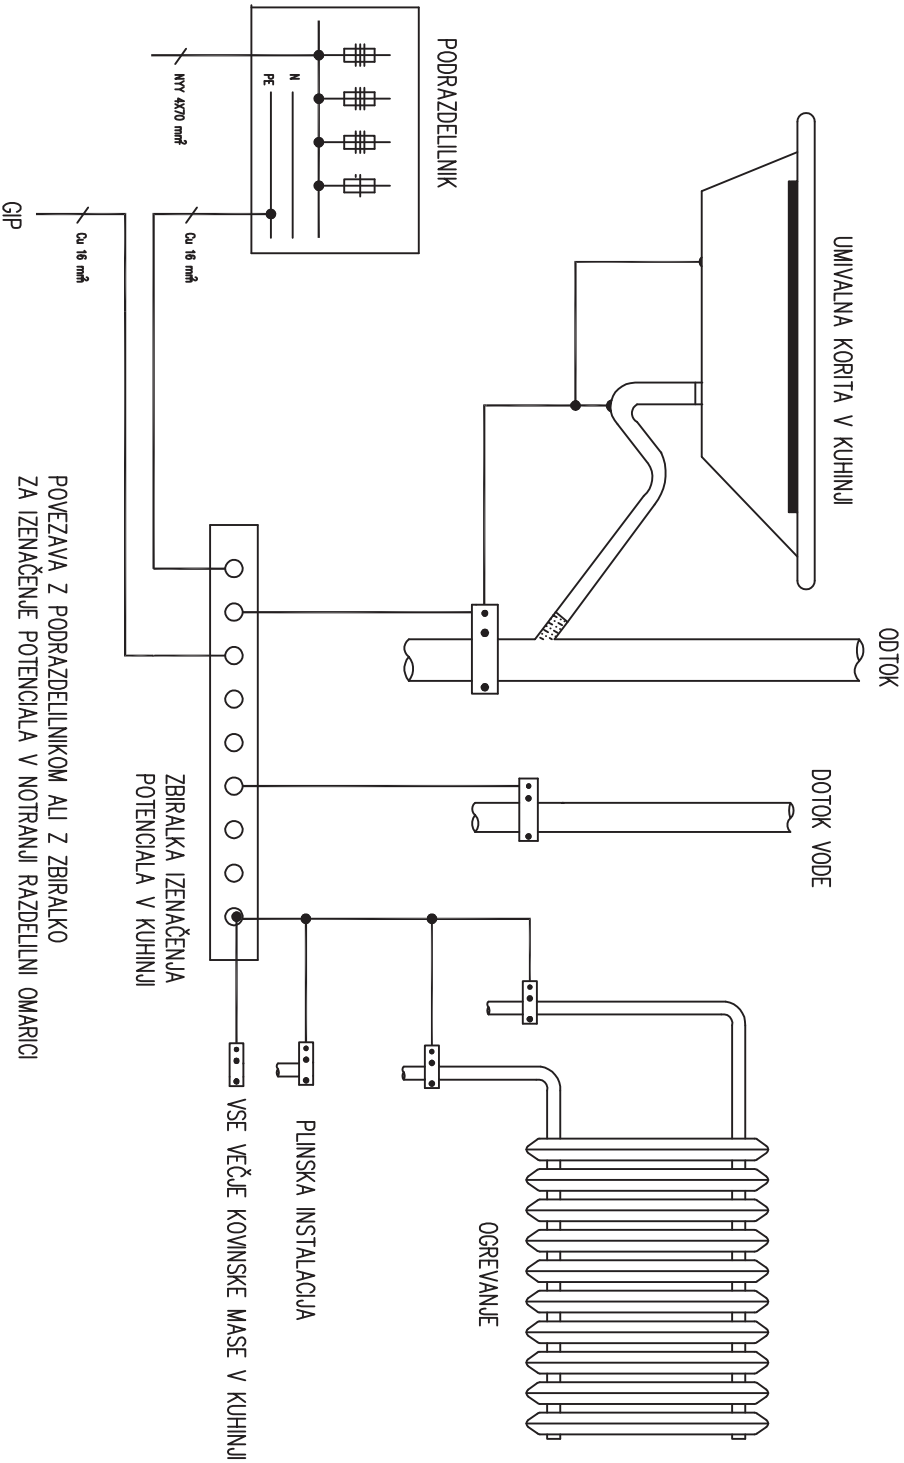 UMIVALNA KORITA V KUHINJI
ODTOK
DOTOK VODE
PODRAZDELILNIK
N
PE
NYY 4X70 mm²
Cu 16 mm²
Cu 16 mm²
GIP
OGREVANJE
PLINSKA INSTALACIJA
VSE VEČJE KOVINSKE MASE V KUHINJI
ZBIRALKA IZENAČENJA
POTENCIALA V KUHINJI
POVEZAVA Z PODRAZDELILNIKOM ALI Z ZBIRALKO
ZA IZENAČENJE POTENCIALA V NOTRANJI RAZDELILNI OMARICI